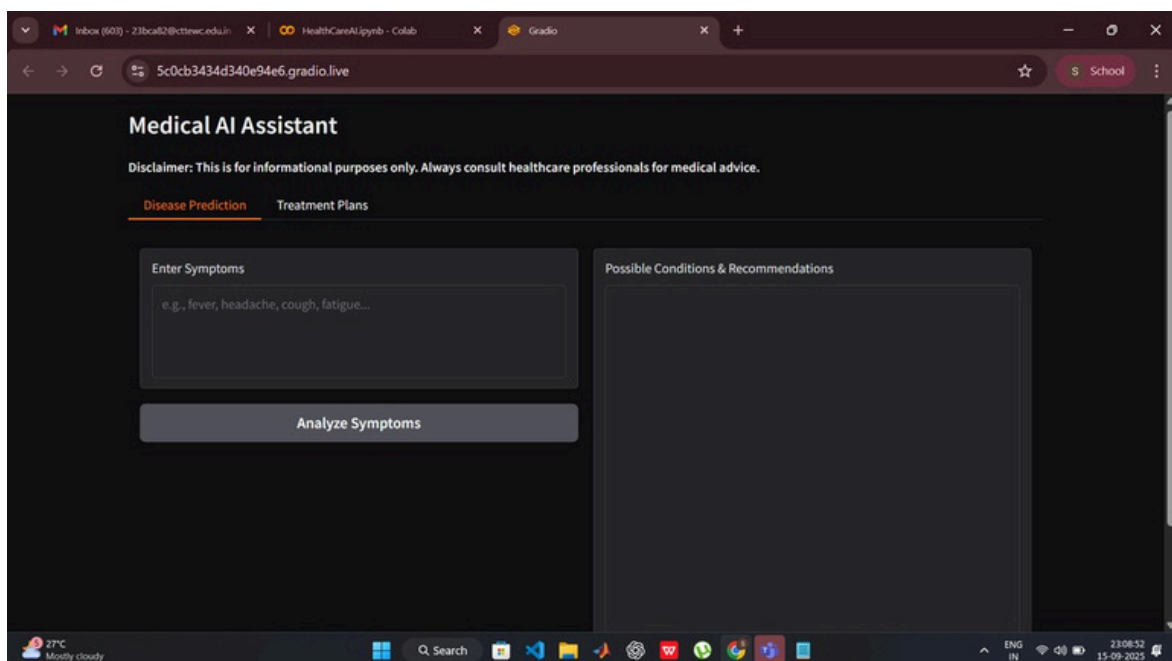 Inbox (603) - 23bca82@cttewc.edu.in
HealthCareAI.ipynb - Colab
Gradio
5c0cb3434d340e94e6.gradio.live
S School
Medical AI Assistant
Disclaimer: This is for informational purposes only. Always consult healthcare professionals for medical advice.
Disease Prediction
Treatment Plans
Enter Symptoms
e.g., fever, headache, cough, fatigue...
Analyze Symptoms
Possible Conditions & Recommendations
27°C
Mostly cloudy
Search
W
ENG
IN
23:08:52
15-09-2025